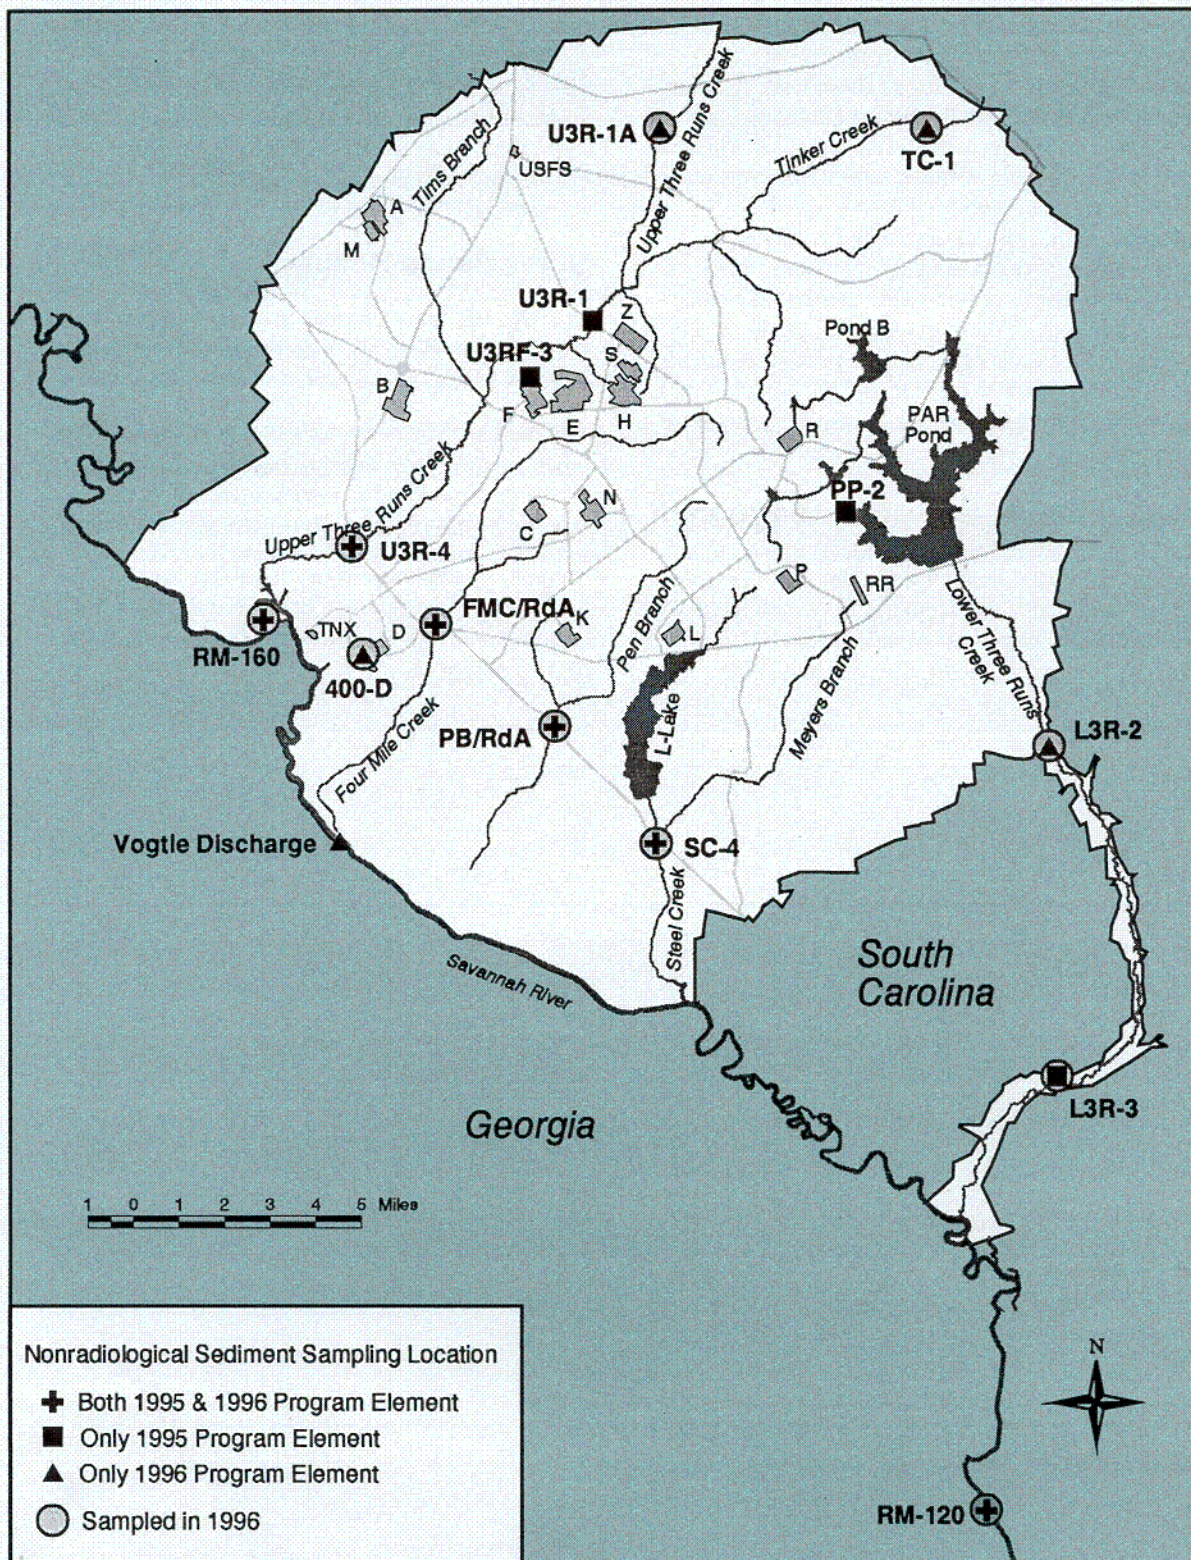 U3R-1A
Upper Three Runs Creek
Tinker Creek
TC-1
Tims Branch
USFS
A
M
U3R-1
Z
U3RF-3
S
Pond B
B
F
E
H
R
PAR
Pond
PP-2
Upper Three Runs Creek
U3R-4
C
N
P
RR
Lower Three Runs
Creek
FMC/RdA
K
Pen Branch
L
TNX
D
RM-160
400-D
PB/RdA
L-Lake
Meyers Branch
L3R-2
Four Mile Creek
Vogtle Discharge
SC-4
Steel Creek
Savannah River
South
Carolina
Georgia
L3R-3
1 0 1 2 3 4 5 Miles
Nonradiological Sediment Sampling Location
Both 1995 & 1996 Program Element
Only 1995 Program Element
Only 1996 Program Element
Sampled in 1996
N
RM-120